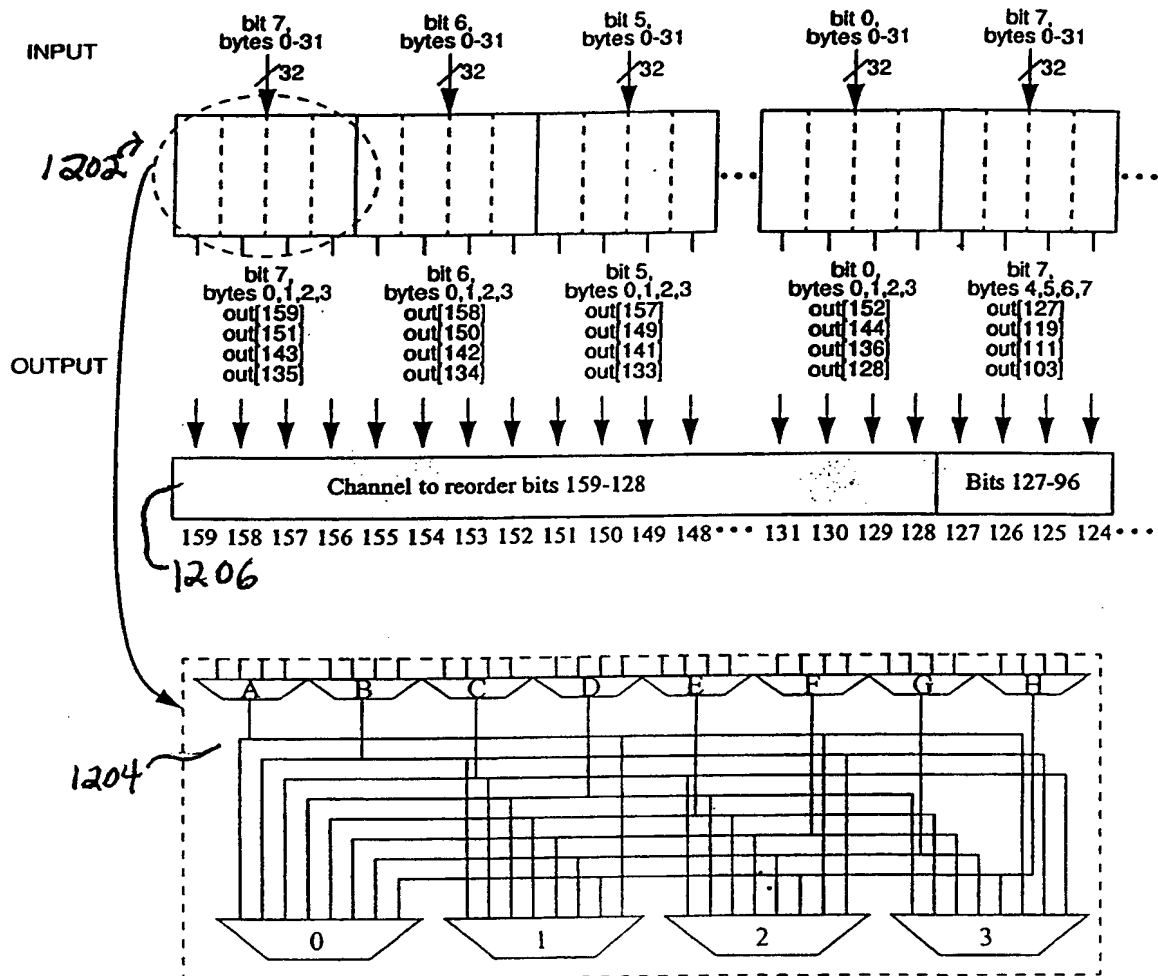 INPUT
bit 7,
bytes 0-31
32
bit 6,
bytes 0-31
32
bit 5,
bytes 0-31
32
bit 0,
bytes 0-31
32
bit 7,
bytes 0-31
32
1202
OUTPUT
bit 7,
bytes 0,1,2,3
out[159]
out[151]
out[143]
out[135]
bit 6,
bytes 0,1,2,3
out[158]
out[150]
out[142]
out[134]
bit 5,
bytes 0,1,2,3
out[157]
out[149]
out[141]
out[133]
bit 0,
bytes 0,1,2,3
out[152]
out[144]
out[136]
out[128]
bit 7,
bytes 4,5,6,7
out[127]
out[119]
out[111]
out[103]
Channel to reorder bits 159-128
Bits 127-96
159 158 157 156 155 154 153 152 151 150 149 148 ••• 131 130 129 128 127 126 125 124 •••
1206
A B C D E F G H
1204
0 1 2 3